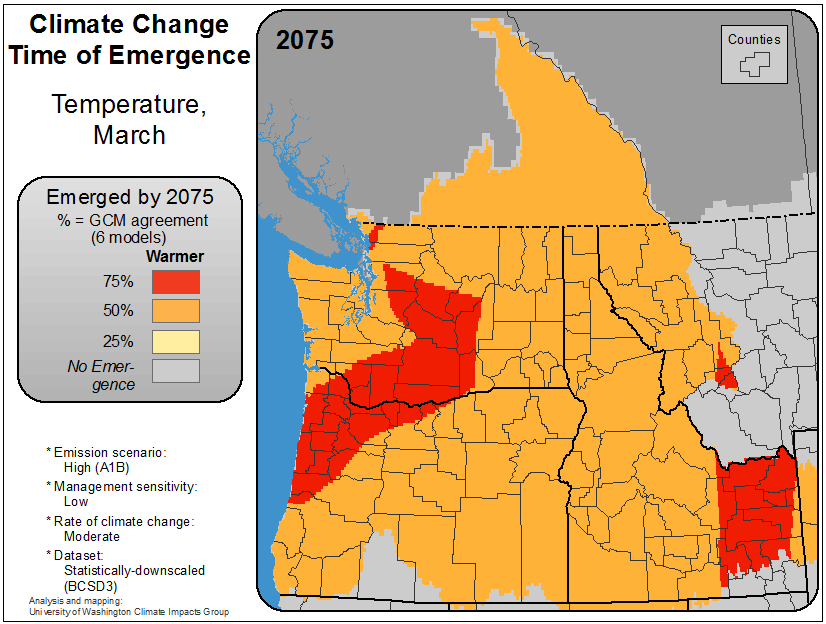 Climate Change
Time of Emergence
Temperature,
March
2075
Counties
Emerged by 2075
% = GCM agreement
(6 models)
Warmer
75%
50%
25%
No Emer-
gence
* Emission scenario:
High (A1B)
* Management sensitivity:
Low
* Rate of climate change:
Moderate
* Dataset:
Statistically-downscaled
(BCSD3)
Analysis and mapping:
University of Washington Climate Impacts Group